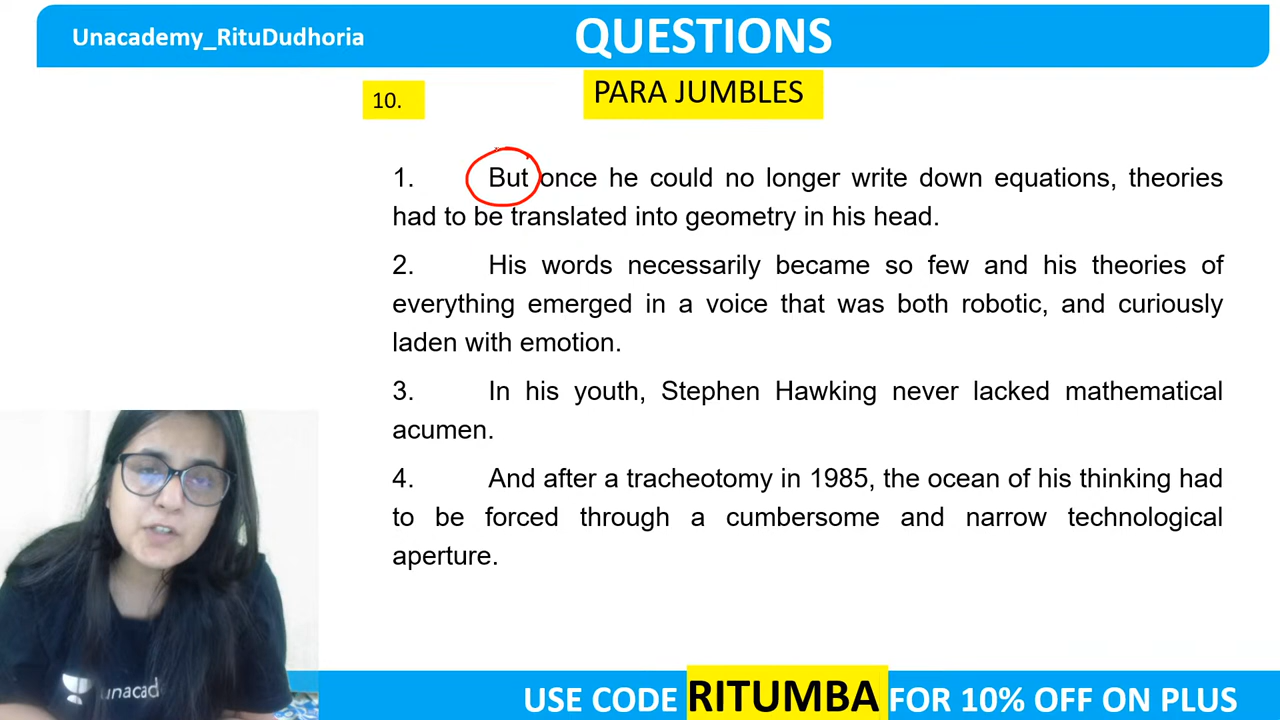 Unacademy_RituDudhoria
QUESTIONS
10.
PARA JUMBLES
1. But once he could no longer write down equations, theories
had to be translated into geometry in his head.
2. His words necessarily became so few and his theories of
everything emerged in a voice that was both robotic, and curiously
laden with emotion.
3. In his youth, Stephen Hawking never lacked mathematical
acumen.
4. And after a tracheotomy in 1985, the ocean of his thinking had
to be forced through a cumbersome and narrow technological
aperture.
unacad
USE CODE RITUMBA FOR 10% OFF ON PLUS